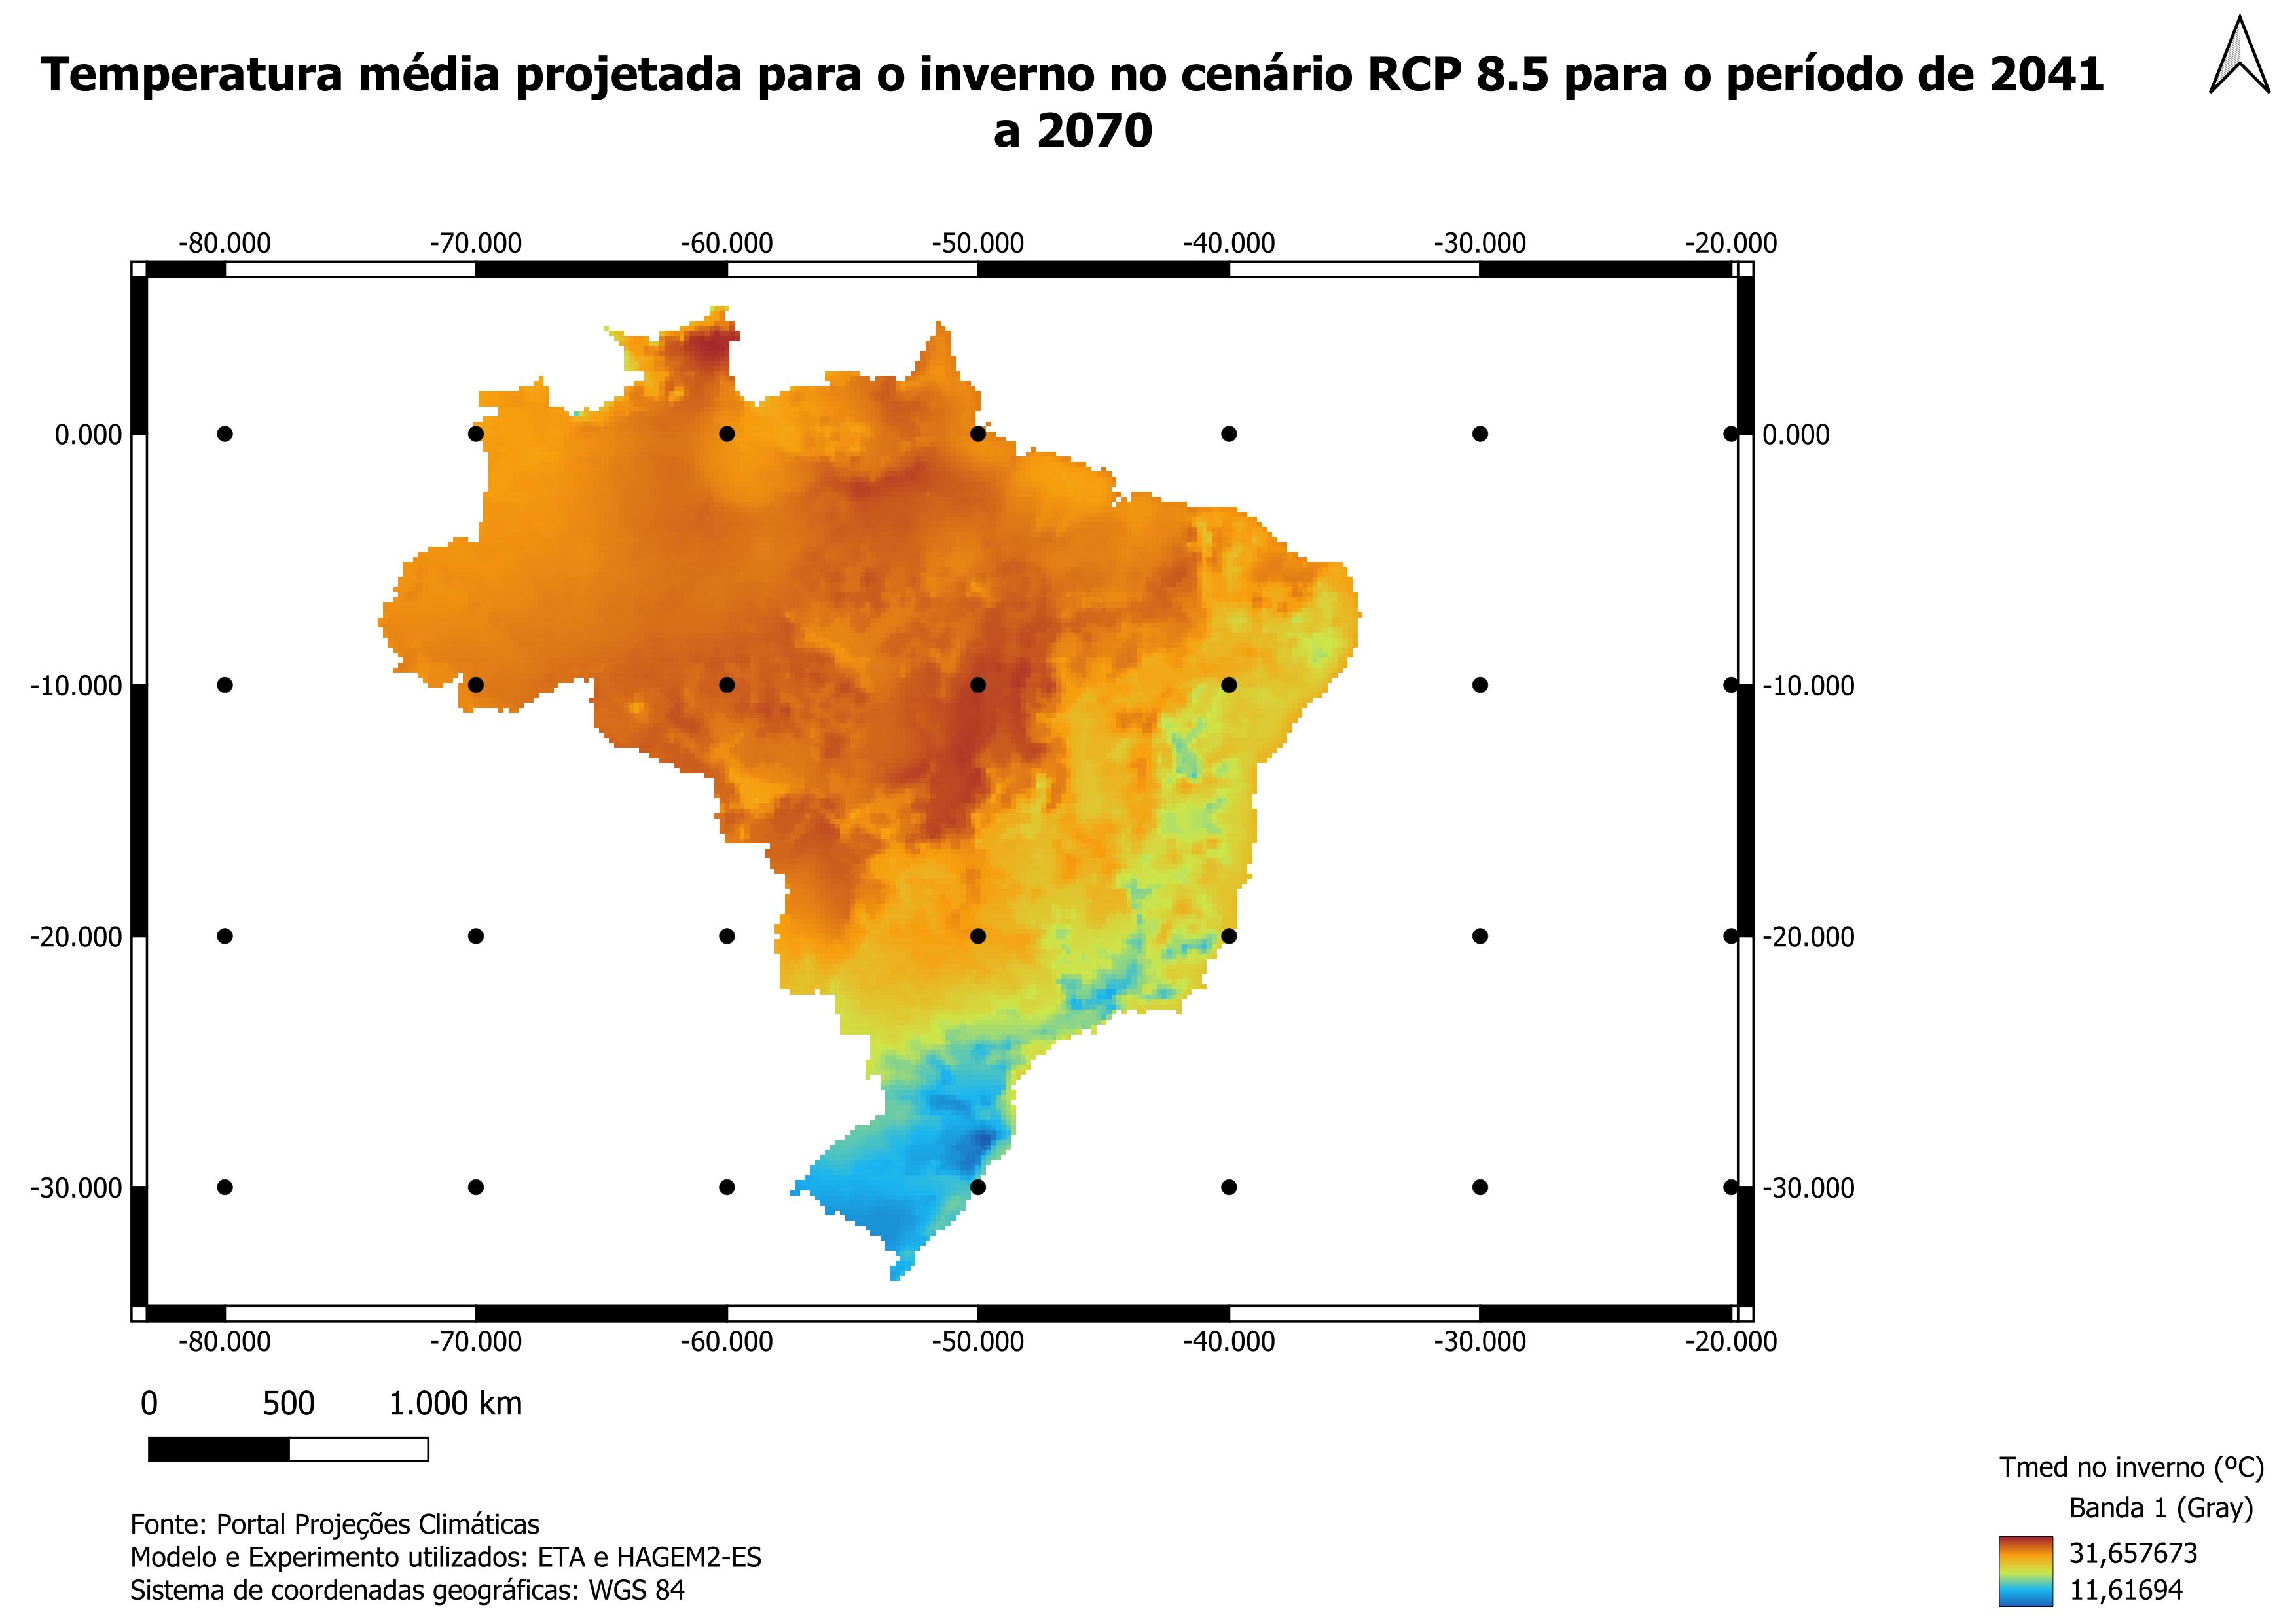 Temperatura média projetada para o inverno no cenário RCP 8.5 para o período de 2041
a 2070
-80.000 -70.000 -60.000 -50.000 -40.000 -30.000 -20.000
0.000 0.000
-10.000 -10.000
-20.000 -20.000
-30.000 -30.000
-80.000 -70.000 -60.000 -50.000 -40.000 -30.000 -20.000
0 500 1.000 km
Fonte: Portal Projeções Climáticas
Modelo e Experimento utilizados: ETA e HAGEM2-ES
Sistema de coordenadas geográficas: WGS 84
Tmed no inverno (ºC)
Banda 1 (Gray)
31,657673
11,61694